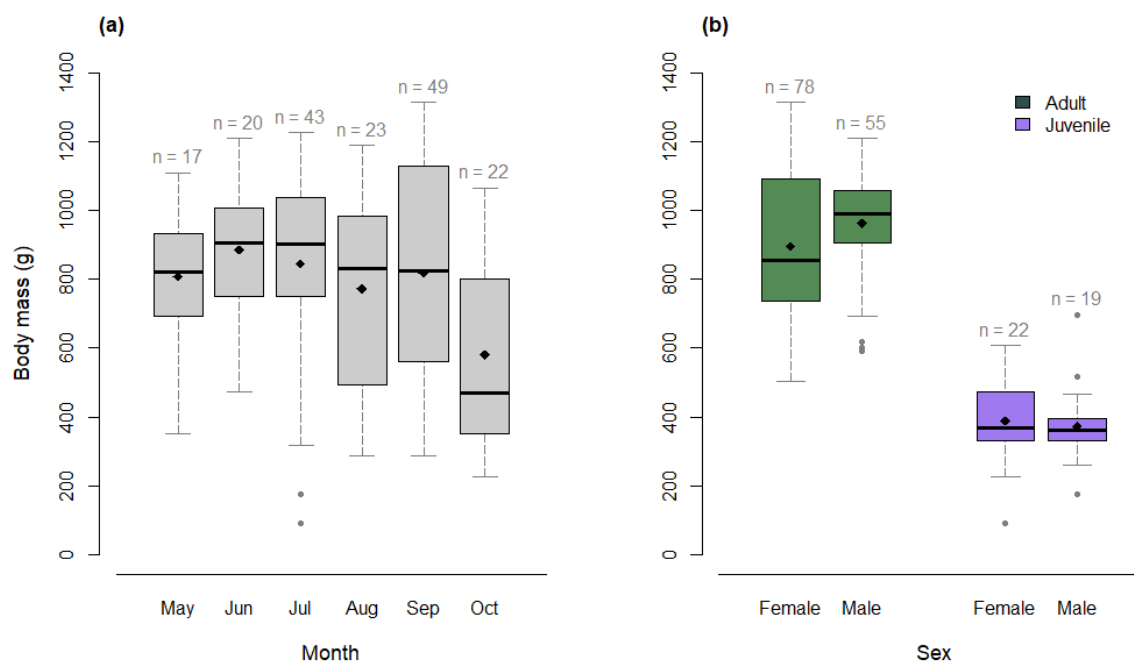 (a)
Body mass (g)
1400
1200
1000
800
600
400
200
0
n = 17
n = 20
n = 43
n = 23
n = 49
n = 22
May Jun Jul Aug Sep Oct
Month
(b)
1400
1200
1000
800
600
400
200
0
n = 78
n = 55
n = 22
n = 19
Adult
Juvenile
Female Male Female Male
Sex